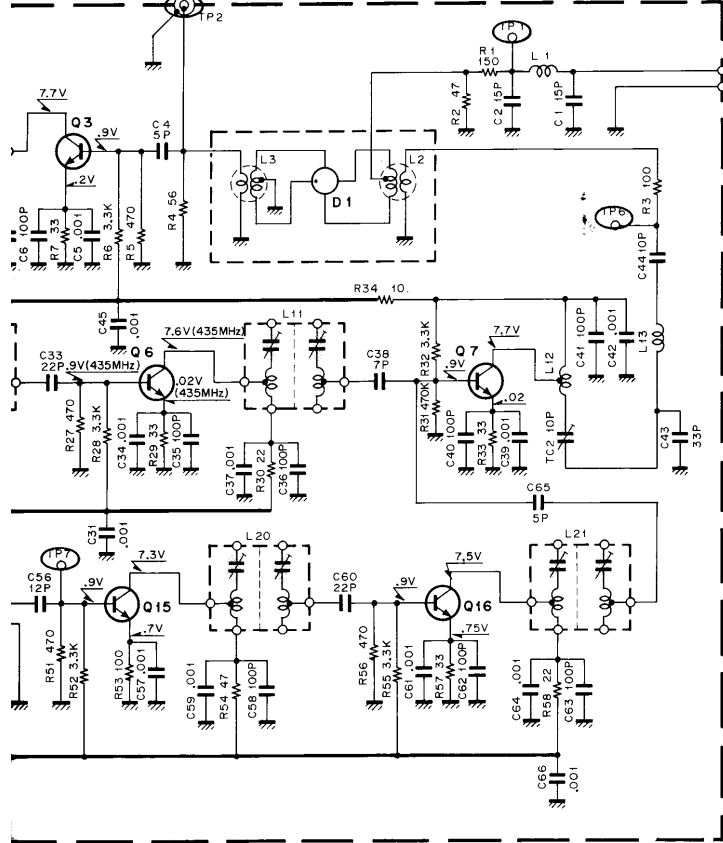 TP2
TP1
R1
150
L 1
R2 47
C2 15P
C1 15P
7.7V
Q3
.9V
C4
5P
.2V
L3
D1
L2
R3 100
TP6
C44 10P
C6 100P
R7 33
C5 .001
R6 3.3K
R5 470
R4 56
R34 10.
C45 .001
L11
7.6V(435MHz)
Q6
C33
22P
.9V(435MHz)
.02V
(435MHz)
C38
7P
R32 3.3K
Q7
7.7V
.9V
L12
C41 100P
C42 .001
L13
R27 470
R28 3.3K
C34 .001
R29 33
C35 100P
R31 470K
.02
C40 100P
R33 33
C39 .001
TC2 10P
C43
33P
C37 .001
R30 22
C36 100P
C65
5P
C31 .001
TP7
7.3V
L20
7.5V
L21
C56
12P
.9V
Q15
C60
22P
.9V
Q16
.7V
.75V
R51 470
R52 3.3K
R53 100
C57 .001
C59 .001
R54 47
C58 100P
R56 470
R55 3.3K
C61 .001
R57 33
C62 100P
C64 .001
R58 22
C63 100P
C66 .001